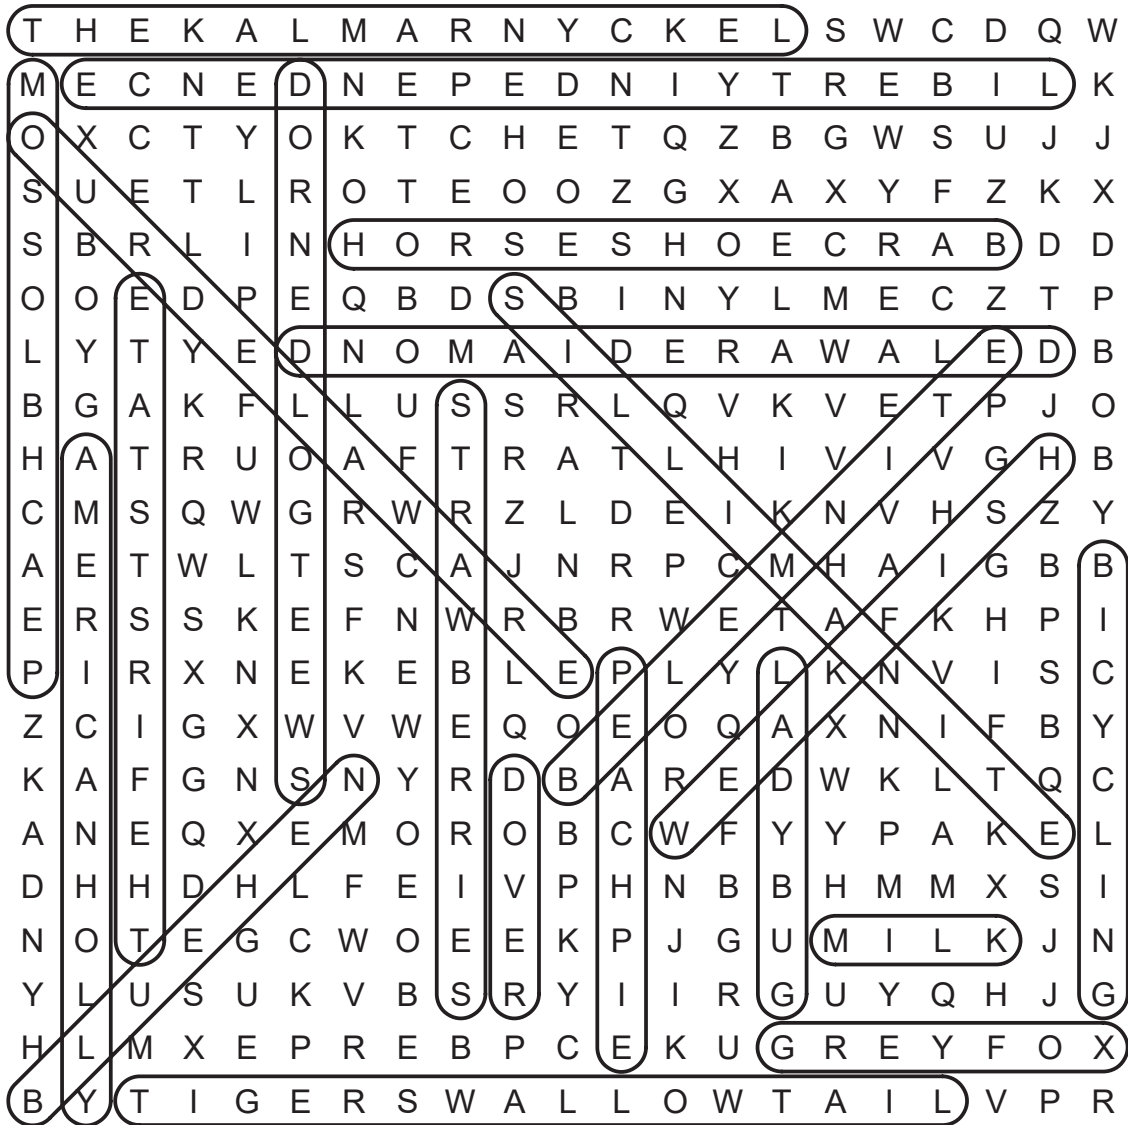 T H E K A L M A R N Y C K E L S W C D Q W
M E C N E D N E P E D N I Y T R E B I L K
O X C T Y O K T C H E T Q Z B G W S U J J
S U E T L R O T E O O Z G X A X Y F Z K X
S B R L I N H O R S E S H O E C R A B D D
O O E D P E Q B D S B I N Y L M E C Z T P
L Y T Y E D N O M A I D E R A W A L E D B
B G A K F L L U S S R L Q V K V E T P J O
H A T R U O A F T R A T L H I V I V G H B
C M S Q W G R W R Z L D E I K N V H S Z Y
A E T W L T S C A J N R P C M H A I G B B
E R S S K E F N W R B R W E T A F K H P I
P I R X N E K E B L E P L Y L K N V I S C
Z C I G X W V W E Q O E O Q A X N I F B Y
K A F G N S N Y R D B A R E D W K L T Q C
A N E Q X E M O R O B C W F Y Y P A K E L
D H H D H L F E I V P H N B B H M M X S I
N O T E G C W O E E K P J G U M I L K J N
Y L U S U K V B S R Y I I R G U Y Q H J G
H L M X E P R E B P C E K U G R E Y F O X
B Y T I G E R S W A L L O W T A I L V P R